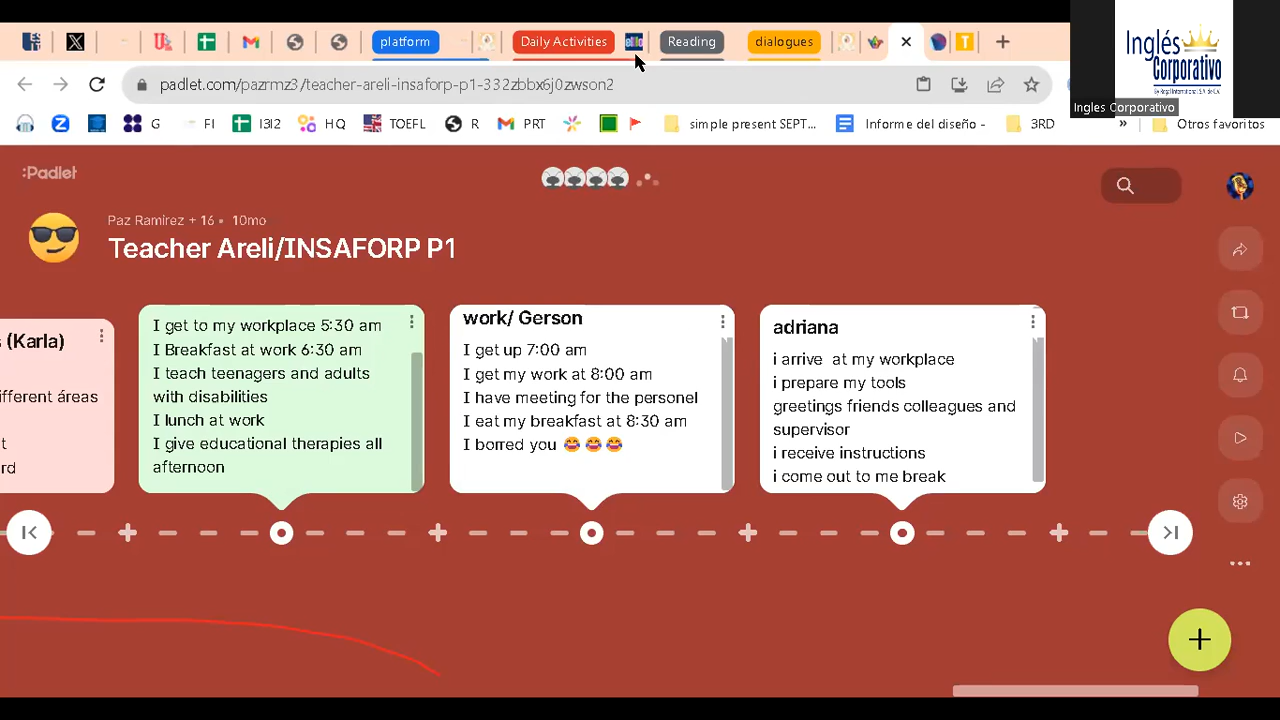 platform
Daily Activities
Reading
dialogues
padlet.com/pazrmz3/teacher-areli-insaforp-p1-332zbbx6j0zwson2
Inglés
Corporativo
Ingles Corporativo
G
FI
I3I2
HQ
TOEFL
R
PRT
simple present SEPT...
Informe del diseño -
3RD
»
Otros favoritos
:Padlet
Paz Ramirez + 16 • 10mo
Teacher Areli/INSAFORP P1
s (Karla)
ifferent áreas
t
rd
I get to my workplace 5:30 am
I Breakfast at work 6:30 am
I teach teenagers and adults
with disabilities
I lunch at work
I give educational therapies all
afternoon
work/ Gerson
I get up 7:00 am
I get my work at 8:00 am
I have meeting for the personel
I eat my breakfast at 8:30 am
I borred you 😂 😂 😂
adriana
i arrive at my workplace
i prepare my tools
greetings friends colleagues and
supervisor
i receive instructions
i come out to me break